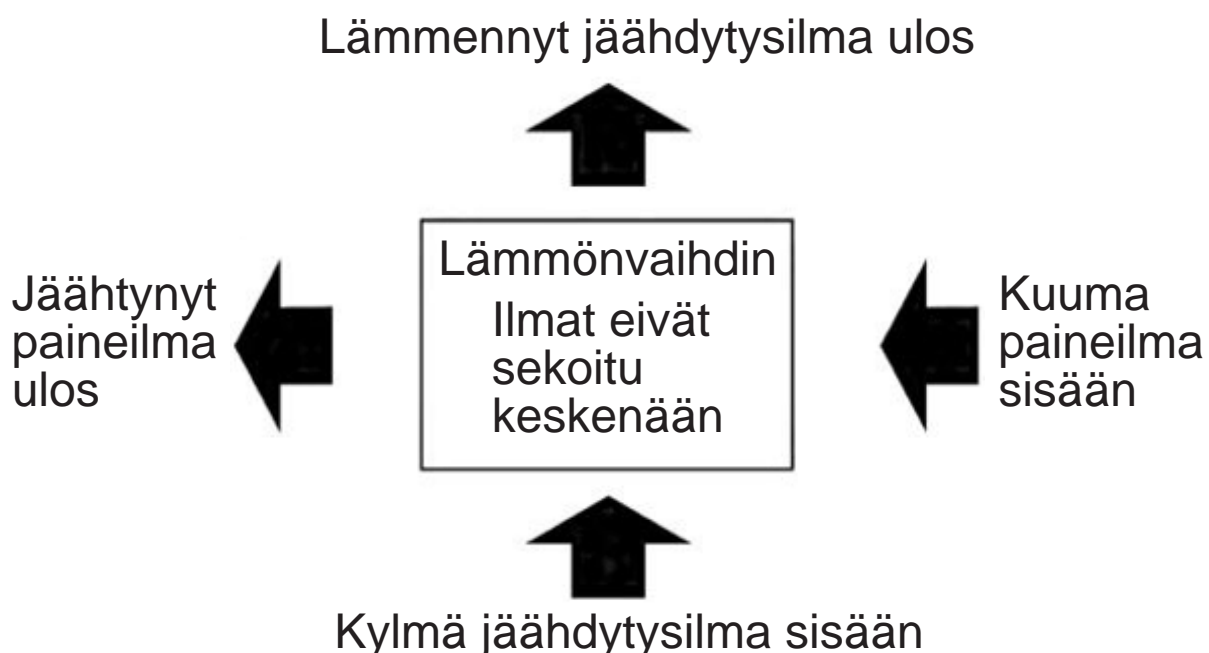 Lämmennyt jäähdytysilma ulos
Lämmönvaihdin
Ilmat eivät
sekoitu
keskenään
Jäähtynyt
paineilma
ulos
Kuuma
paineilma
sisään
Kylmä jäähdytysilma sisään